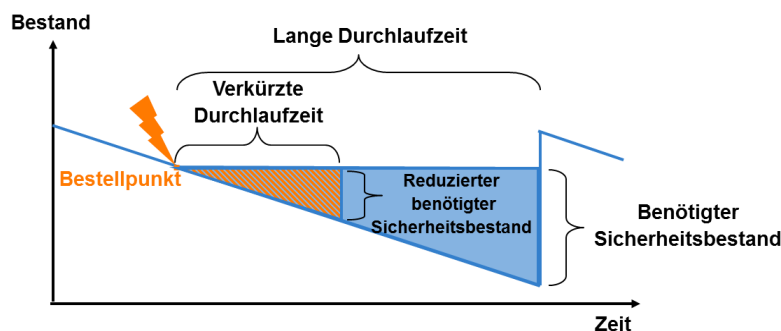 Bestand
Lange Durchlaufzeit
Verkürzte
Durchlaufzeit
Bestellpunkt
Reduzierter
benötigter
Sicherheitsbestand
Benötigter
Sicherheitsbestand
Zeit